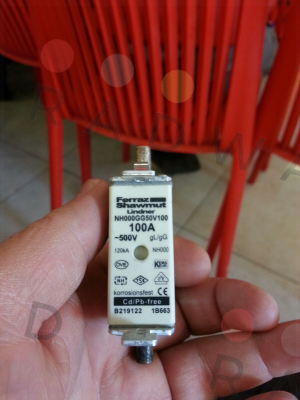 Ferraz
Shawmut
Lindner
NH000GG50V100
100A
~500V gL/gG
120kA NH000
korrosionsfest
Cd/Pb-free
B219122 1B663